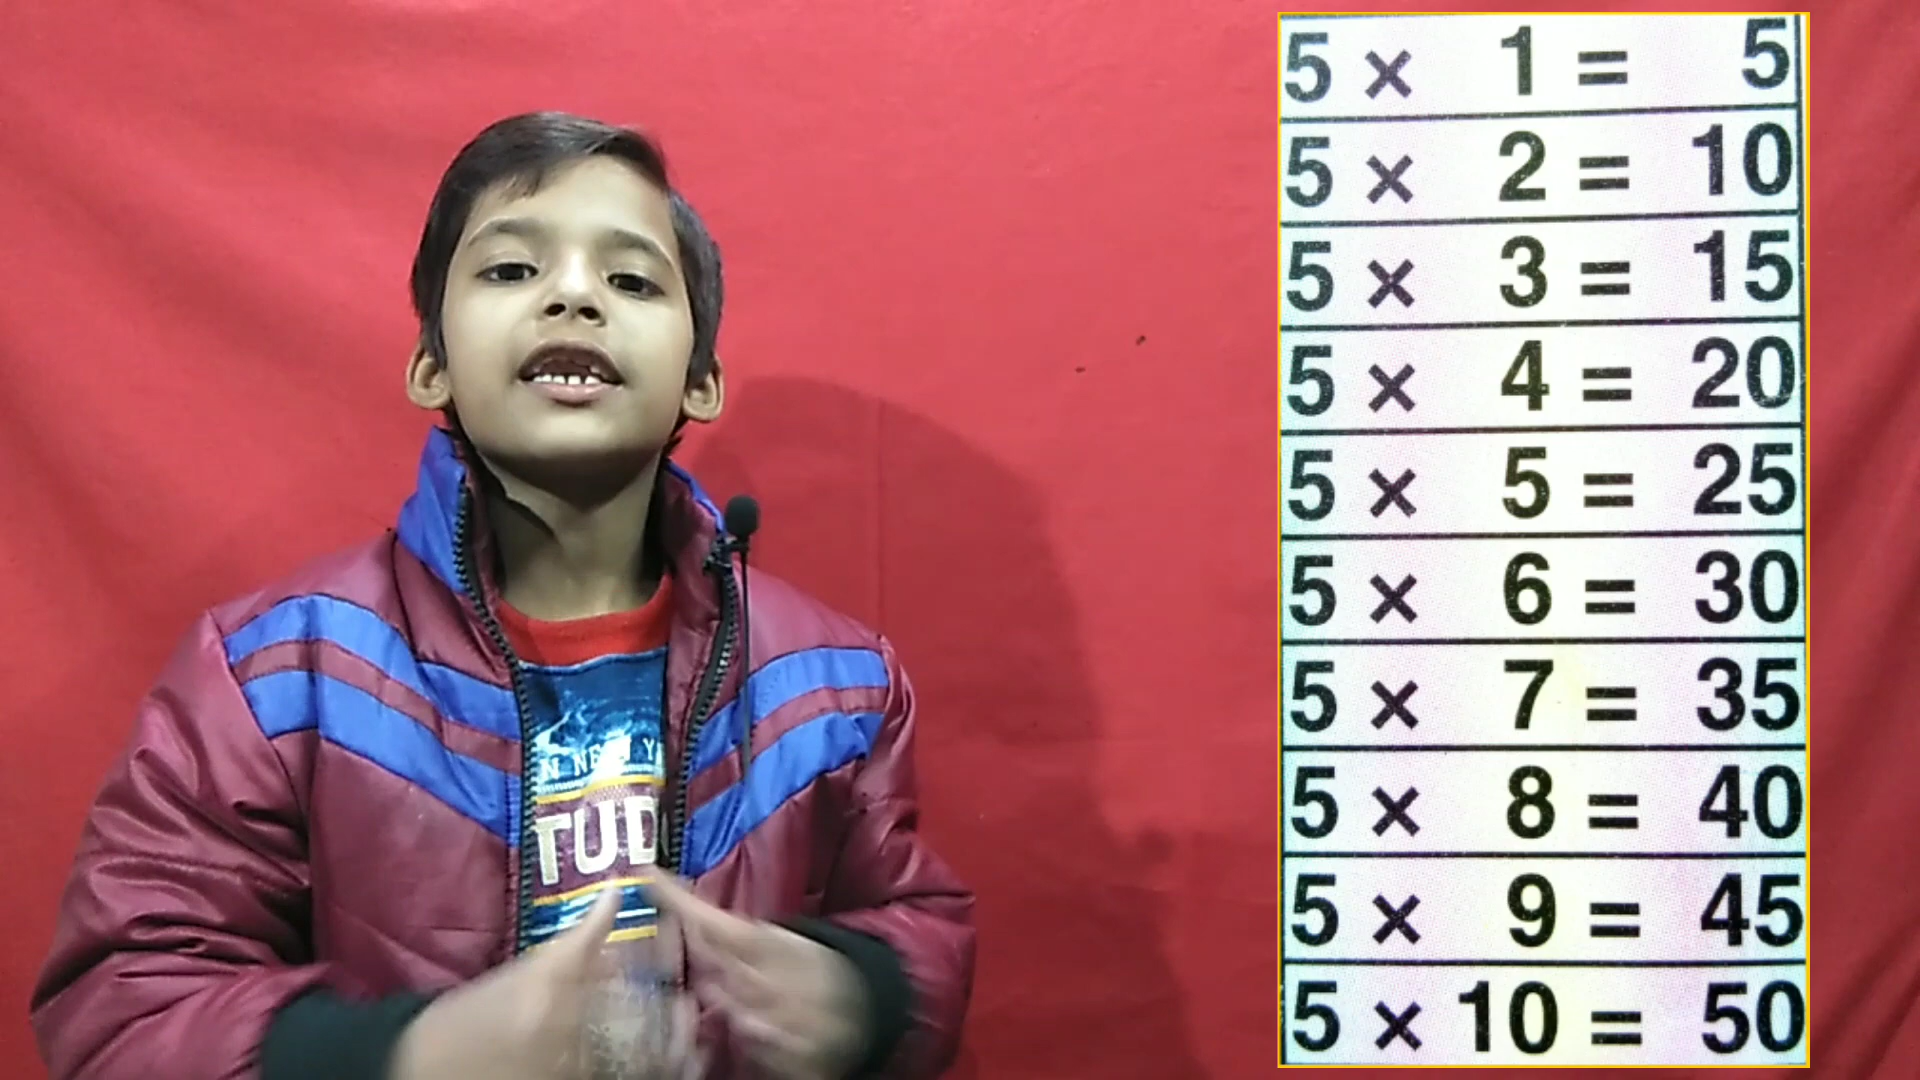 5 × 1 = 5
5 × 2 = 10
5 × 3 = 15
5 × 4 = 20
5 × 5 = 25
5 × 6 = 30
5 × 7 = 35
5 × 8 = 40
5 × 9 = 45
5 × 10 = 50
TUD